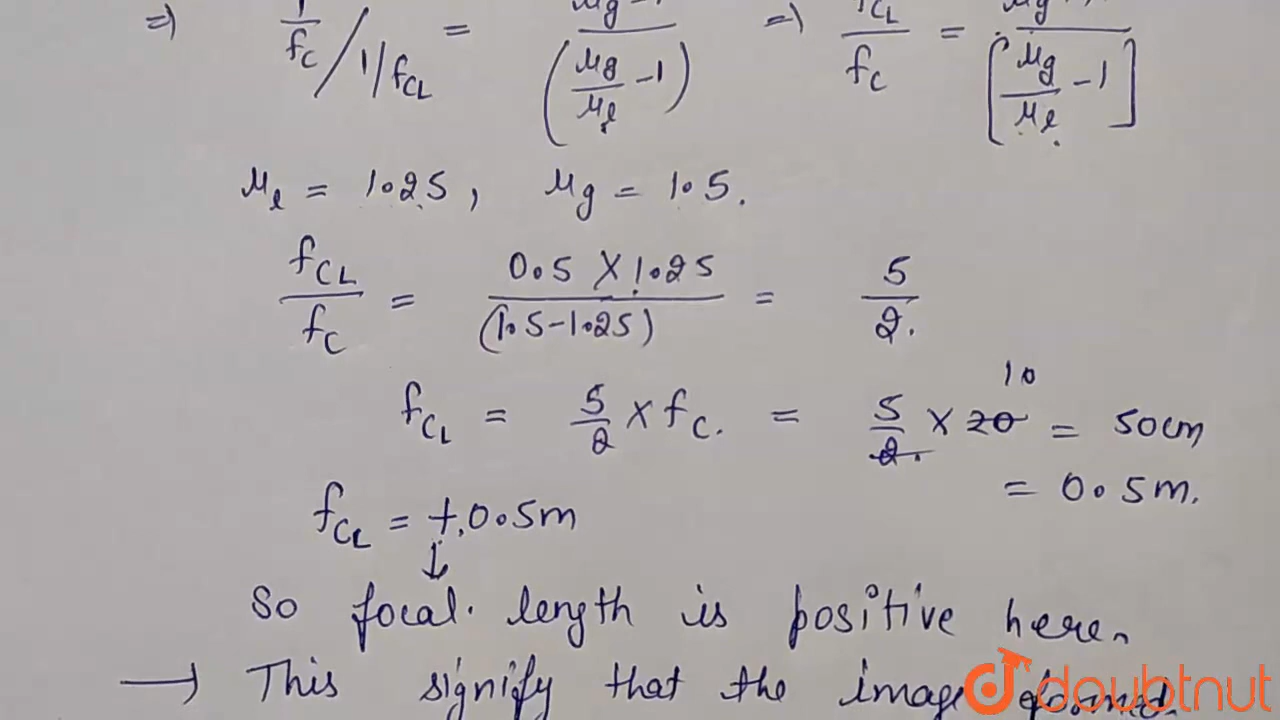 ⇒ 1/f_C / 1/f_CL = μg - 1 / (μg/μl - 1) ⇒ f_CL / f_C = μg - 1 / [μg/μl - 1]
μl = 1.25, μg = 1.5.
f_CL / f_C = 0.5 X 1.25 / (1.5-1.25) = 5/2.
10
f_CL = 5/2 X f_C. = 5/2. X 20 = 50cm
= 0.5m.
f_CL = +.0.5m
↓
So focal. length is positive here.
→ This signify that the image formed.
doubtnut